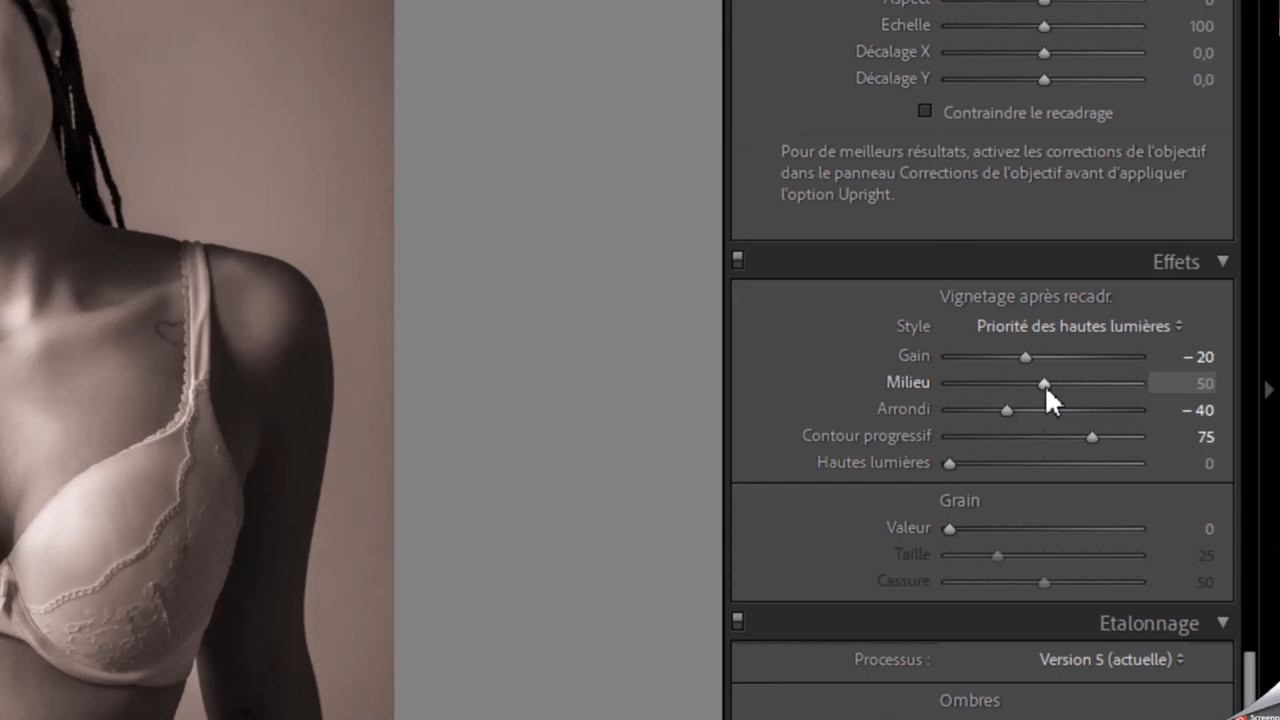 Aspect 0
Echelle 100
Décalage X 0,0
Décalage Y 0,0
Contraindre le recadrage
Pour de meilleurs résultats, activez les corrections de l'objectif
dans le panneau Corrections de l'objectif avant d'appliquer
l'option Upright.
Effets
Vignetage après recadr.
Style Priorité des hautes lumières
Gain – 20
Milieu 50
Arrondi – 40
Contour progressif 75
Hautes lumières 0
Grain
Valeur 0
Taille 25
Cassure 50
Etalonnage
Processus : Version 5 (actuelle)
Ombres